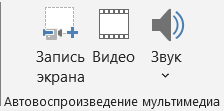 Запись экрана
Видео
Звук
Автовоспроизведение мультимедиа